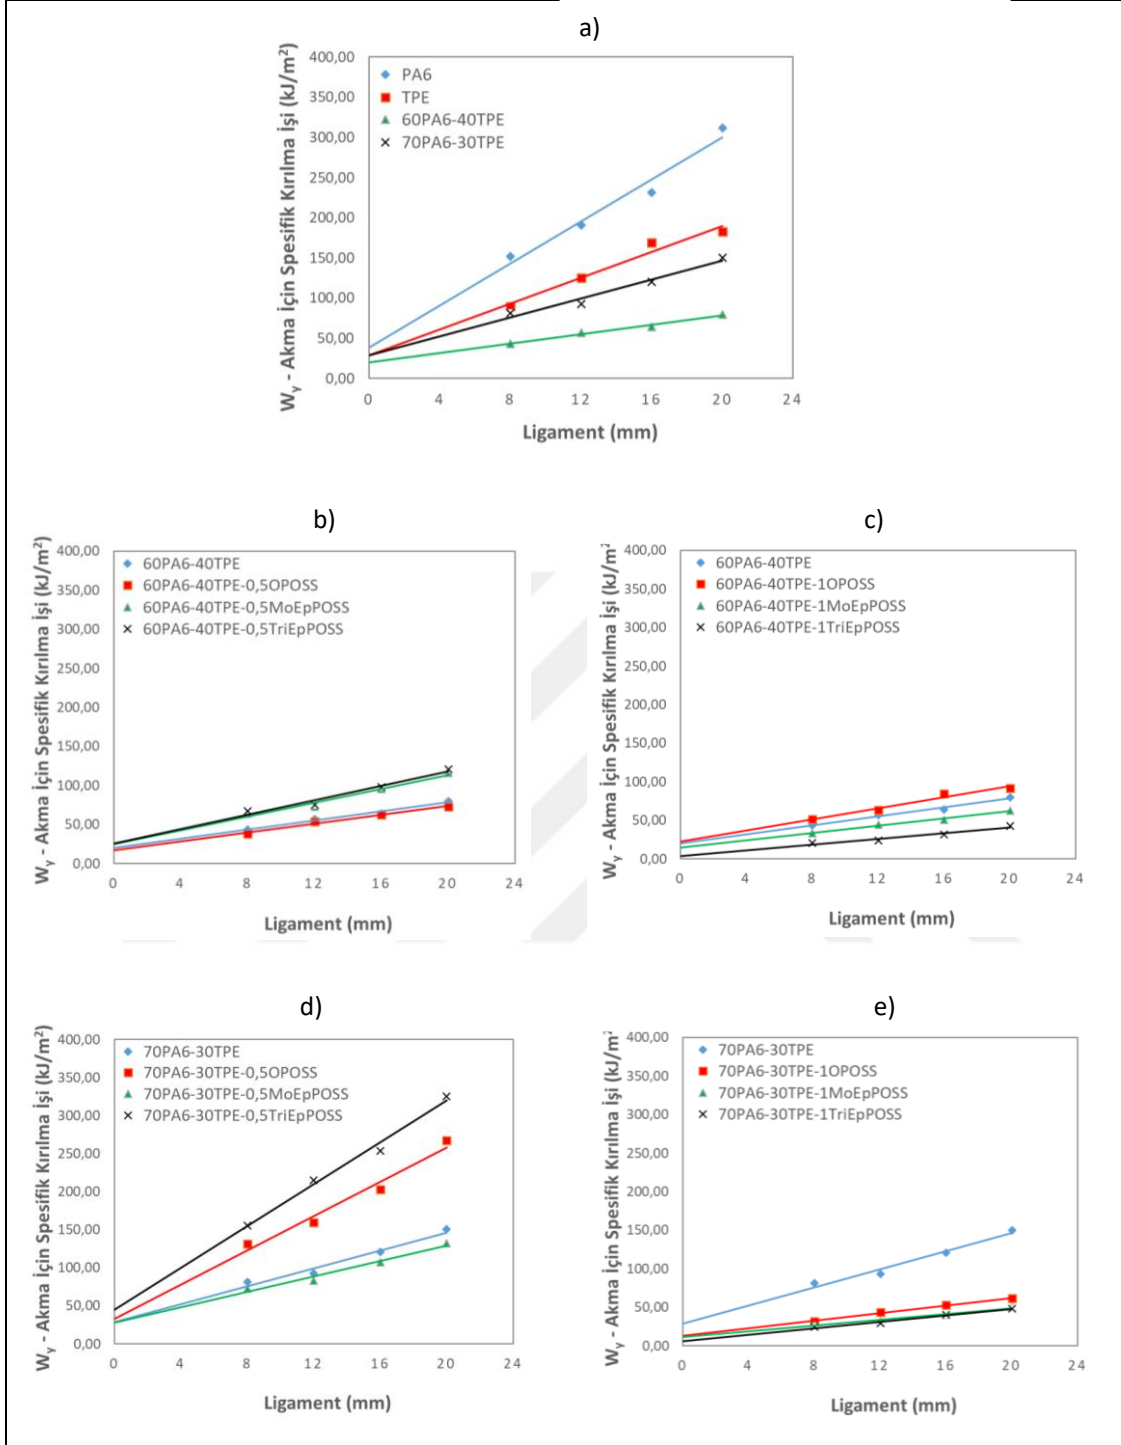 a)
W_y - Akma İçin Spesifik Kırılma İşi (kJ/m²)
400,00
350,00
300,00
250,00
200,00
150,00
100,00
50,00
0,00
PA6
TPE
60PA6-40TPE
70PA6-30TPE
0 4 8 12 16 20 24
Ligament (mm)
b)
W_y - Akma İçin Spesifik Kırılma İşi (kJ/m²)
400,00
350,00
300,00
250,00
200,00
150,00
100,00
50,00
0,00
60PA6-40TPE
60PA6-40TPE-0,5OPOSS
60PA6-40TPE-0,5MoEpPOSS
60PA6-40TPE-0,5TriEpPOSS
0 4 8 12 16 20 24
Ligament (mm)
c)
W_y - Akma İçin Spesifik Kırılma İşi (kJ/m²)
400,00
350,00
300,00
250,00
200,00
150,00
100,00
50,00
0,00
60PA6-40TPE
60PA6-40TPE-1OPOSS
60PA6-40TPE-1MoEpPOSS
60PA6-40TPE-1TriEpPOSS
0 4 8 12 16 20 24
Ligament (mm)
d)
W_y - Akma İçin Spesifik Kırılma İşi (kJ/m²)
400,00
350,00
300,00
250,00
200,00
150,00
100,00
50,00
0,00
70PA6-30TPE
70PA6-30TPE-0,5OPOSS
70PA6-30TPE-0,5MoEpPOSS
70PA6-30TPE-0,5TriEpPOSS
0 4 8 12 16 20 24
Ligament (mm)
e)
W_y - Akma İçin Spesifik Kırılma İşi (kJ/m²
400,00
350,00
300,00
250,00
200,00
150,00
100,00
50,00
0,00
70PA6-30TPE
70PA6-30TPE-1OPOSS
70PA6-30TPE-1MoEpPOSS
70PA6-30TPE-1TriEpPOSS
0 4 8 12 16 20 24
Ligament (mm)